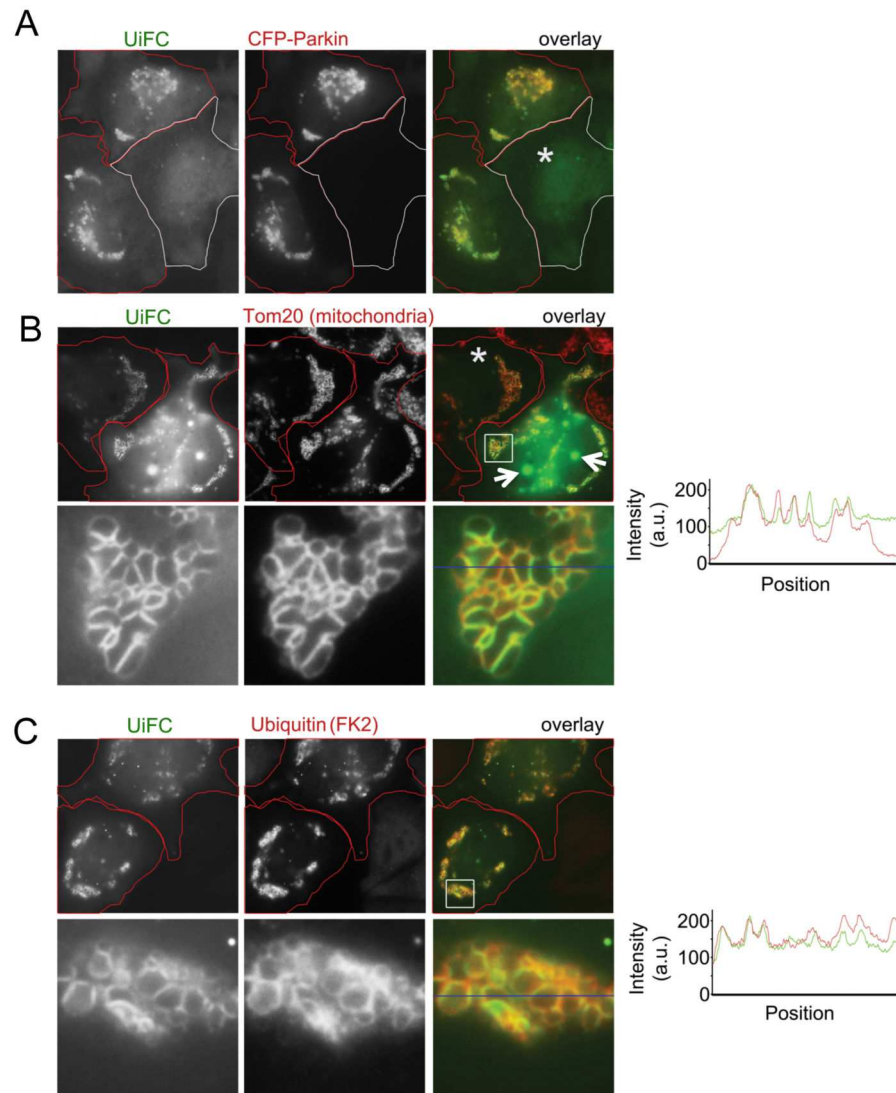 A
UiFC CFP-Parkin overlay
*
B
UiFC Tom20 (mitochondria) overlay
*
Intensity
(a.u.)
200
100
0
Position
C
UiFC Ubiquitin (FK2) overlay
Intensity
(a.u.)
200
100
0
Position